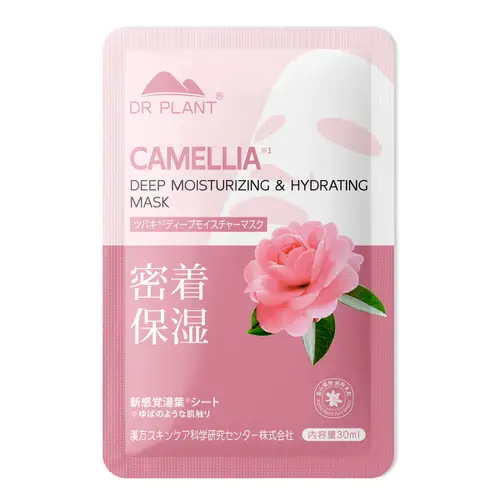 DR PLANT®
CAMELLIA※1
DEEP MOISTURIZING & HYDRATING
MASK
ツバキ※2ディープモイスチャーマスク
密着
保湿
新感覚湯葉※シート
※ゆばのような肌触り
漢方スキンケア科学研究センター株式会社
内容量30ml